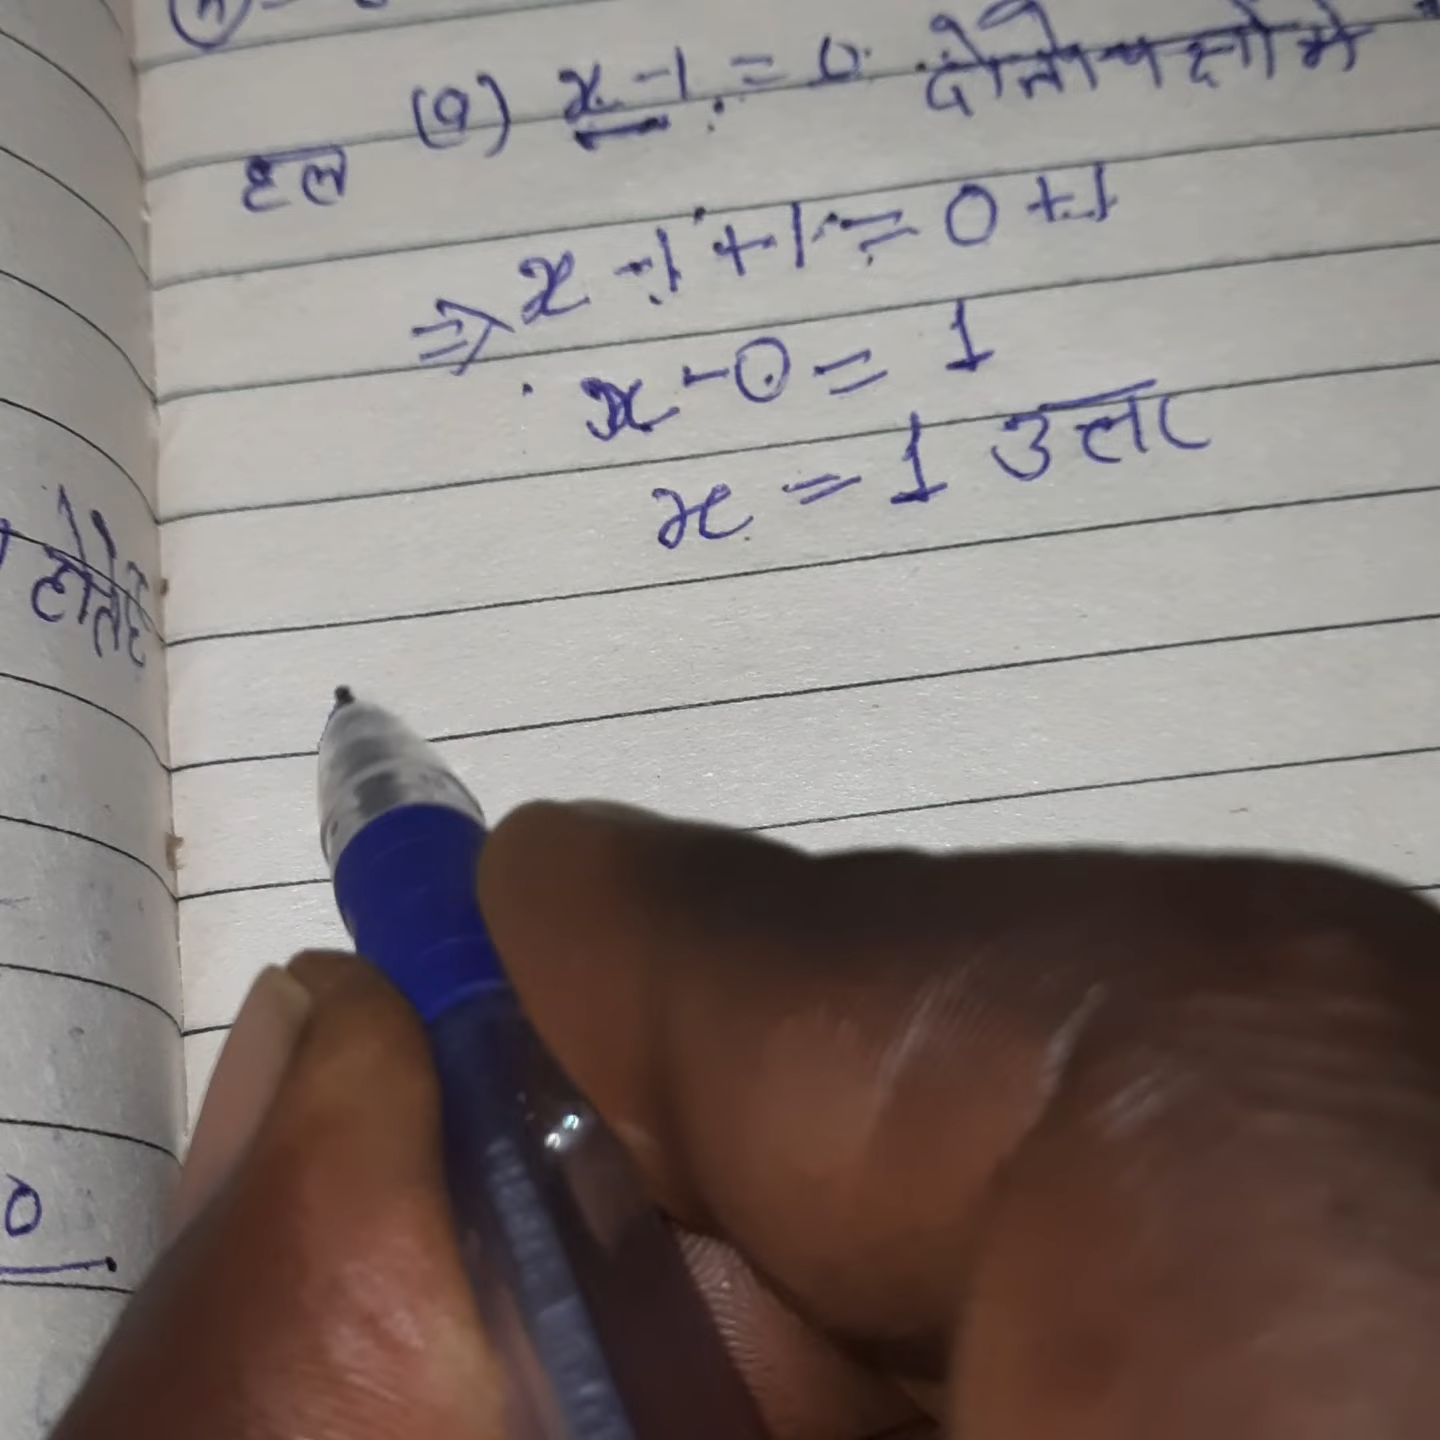 (a) x - 1 = 0 दोनो पक्षो मे
हल
⇒ x - 1 + 1 = 0 + 1
x - 0 = 1
x = 1 उत्तर
होते है
0